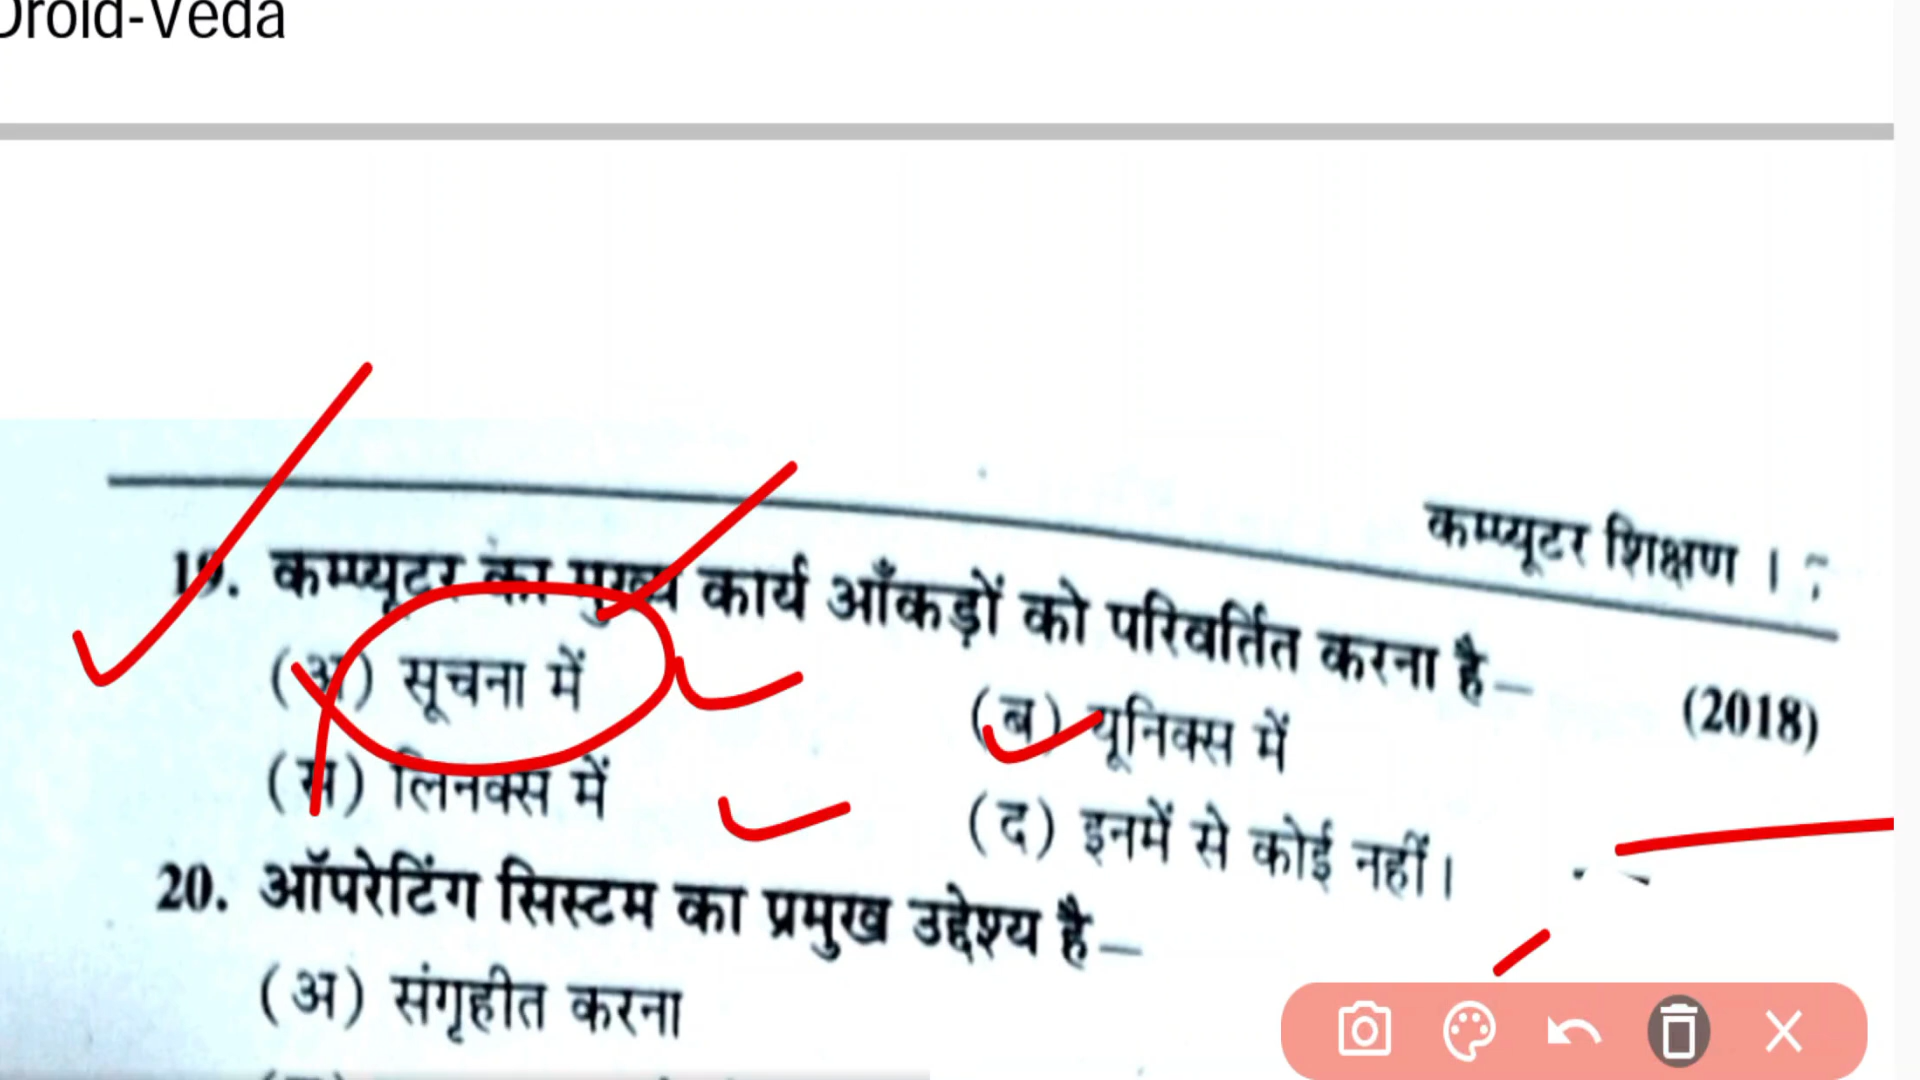 Droid-Veda
कम्प्यूटर शिक्षण ।
19. कम्प्यूटर का मुख्य कार्य आँकड़ों को परिवर्तित करना है– (2018)
(अ) सूचना में (ब) यूनिक्स में
(स) लिनक्स में (द) इनमें से कोई नहीं।
20. ऑपरेटिंग सिस्टम का प्रमुख उद्देश्य है–
(अ) संगृहीत करना